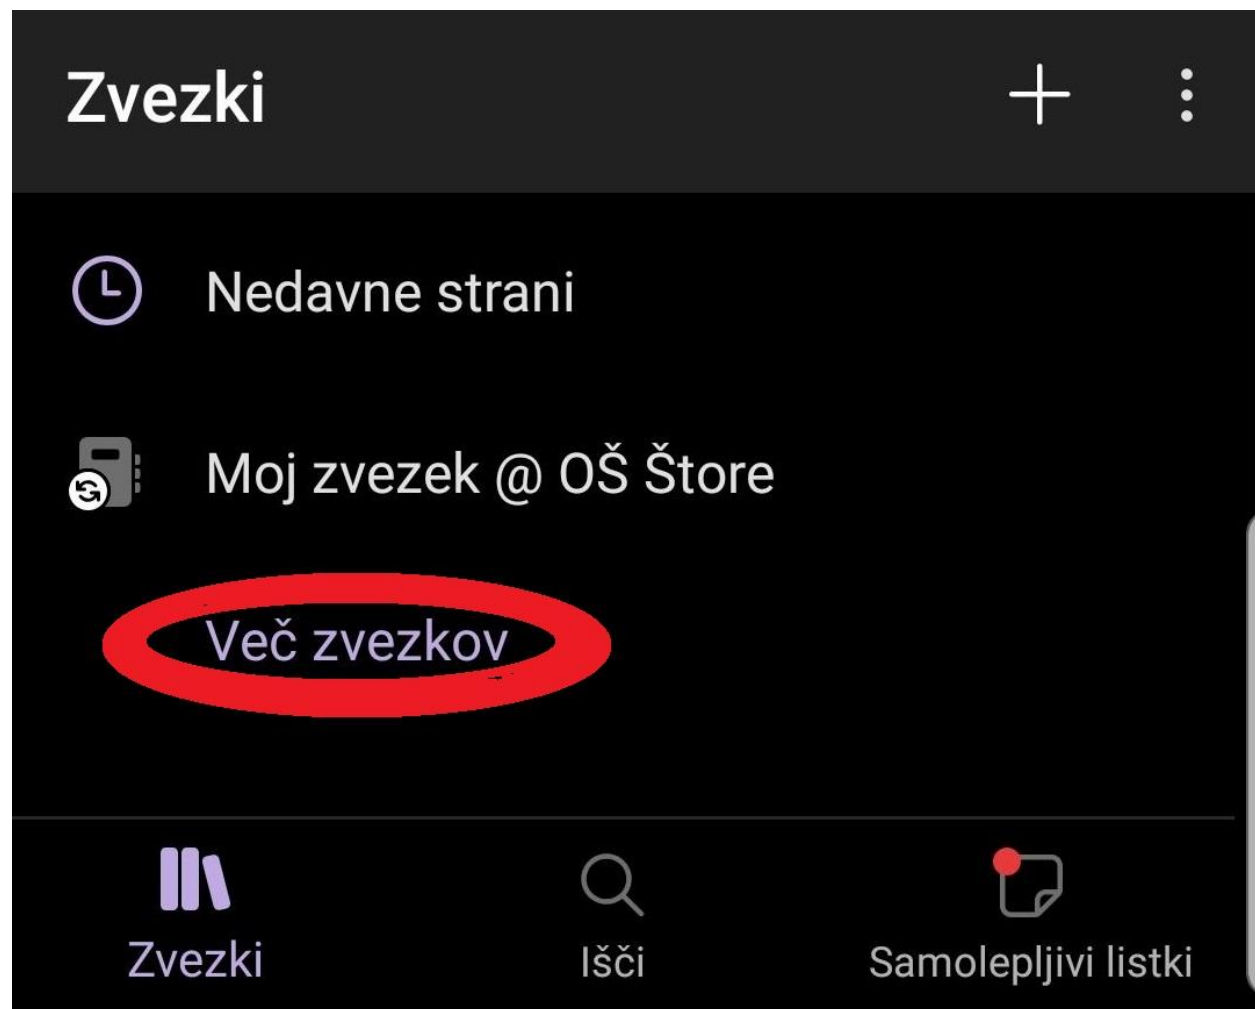 Zvezki
Nedavne strani
Moj zvezek @ OŠ Štore
Več zvezkov
Zvezki
Išči
Samolepljivi listki